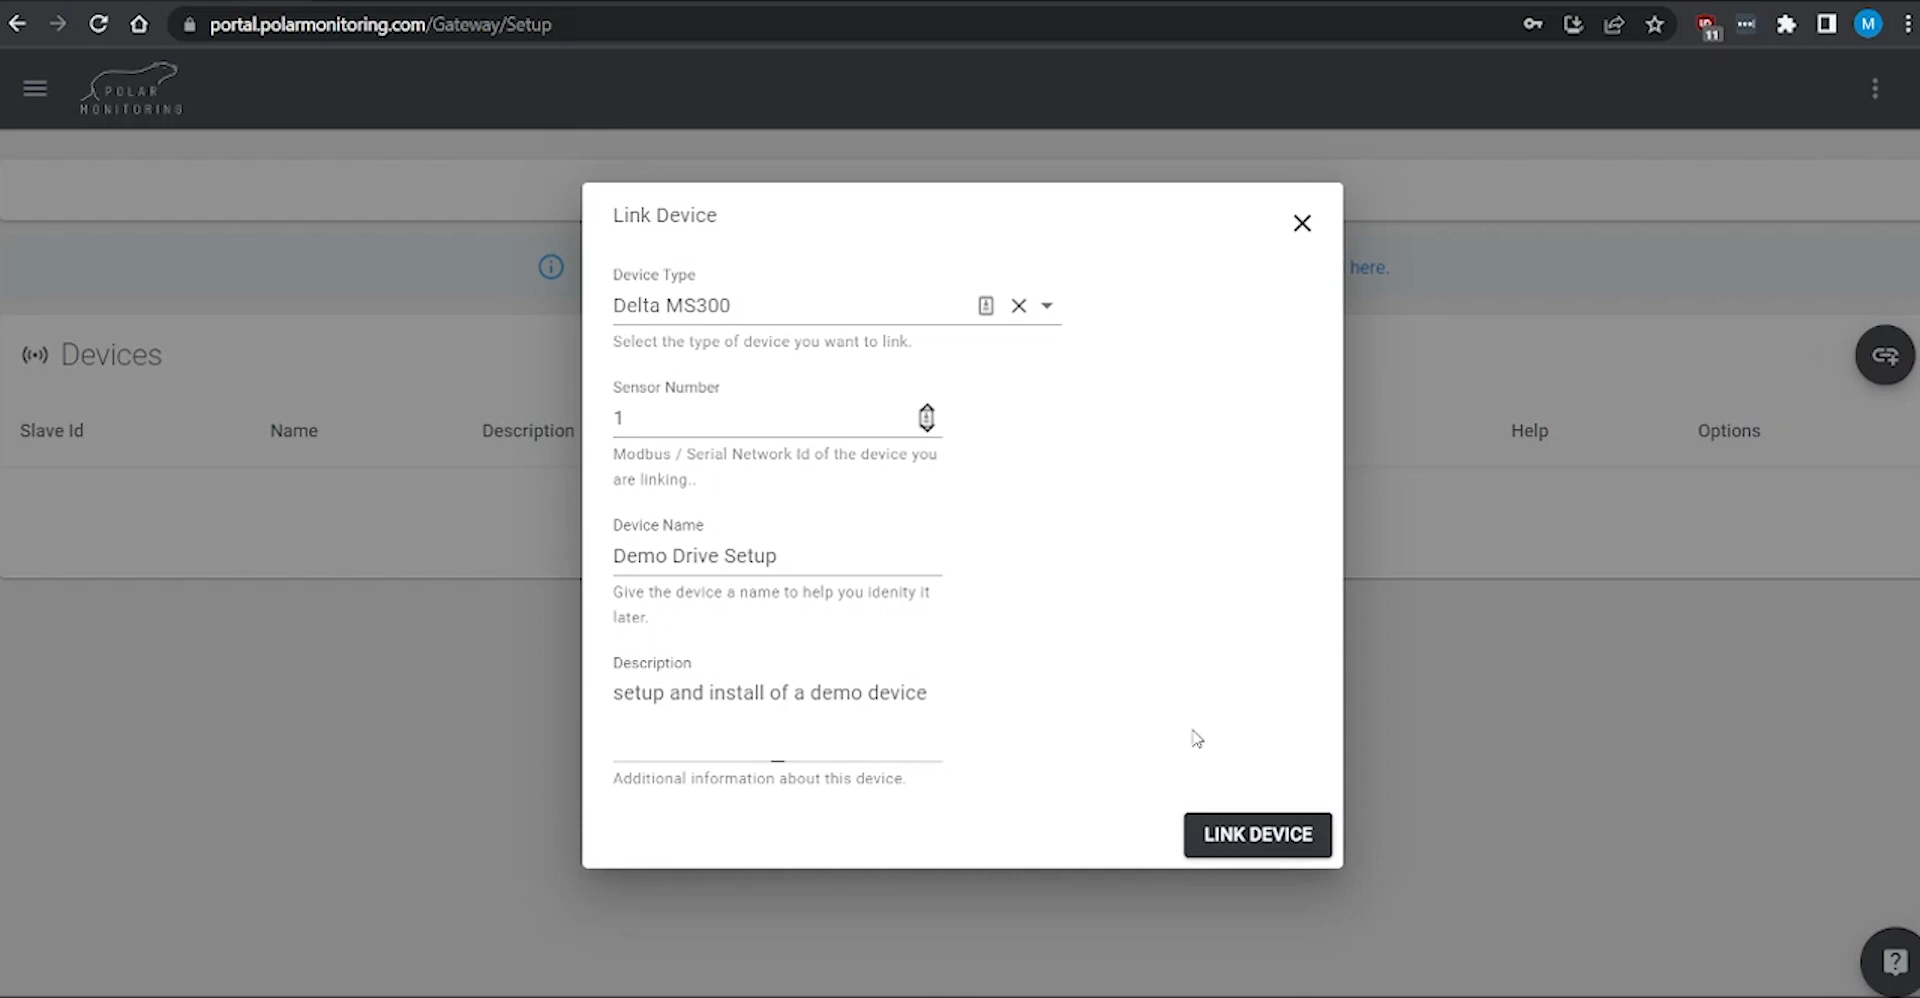 portal.polarmonitoring.com/Gateway/Setup
11
M
POLAR
MONITORING
Link Device
Device Type
here.
Delta MS300
Select the type of device you want to link.
Devices
Sensor Number
1
Slave Id Name Description Help Options
Modbus / Serial Network Id of the device you
are linking..
Device Name
Demo Drive Setup
Give the device a name to help you idenity it
later.
Description
setup and install of a demo device
Additional information about this device.
LINK DEVICE
?